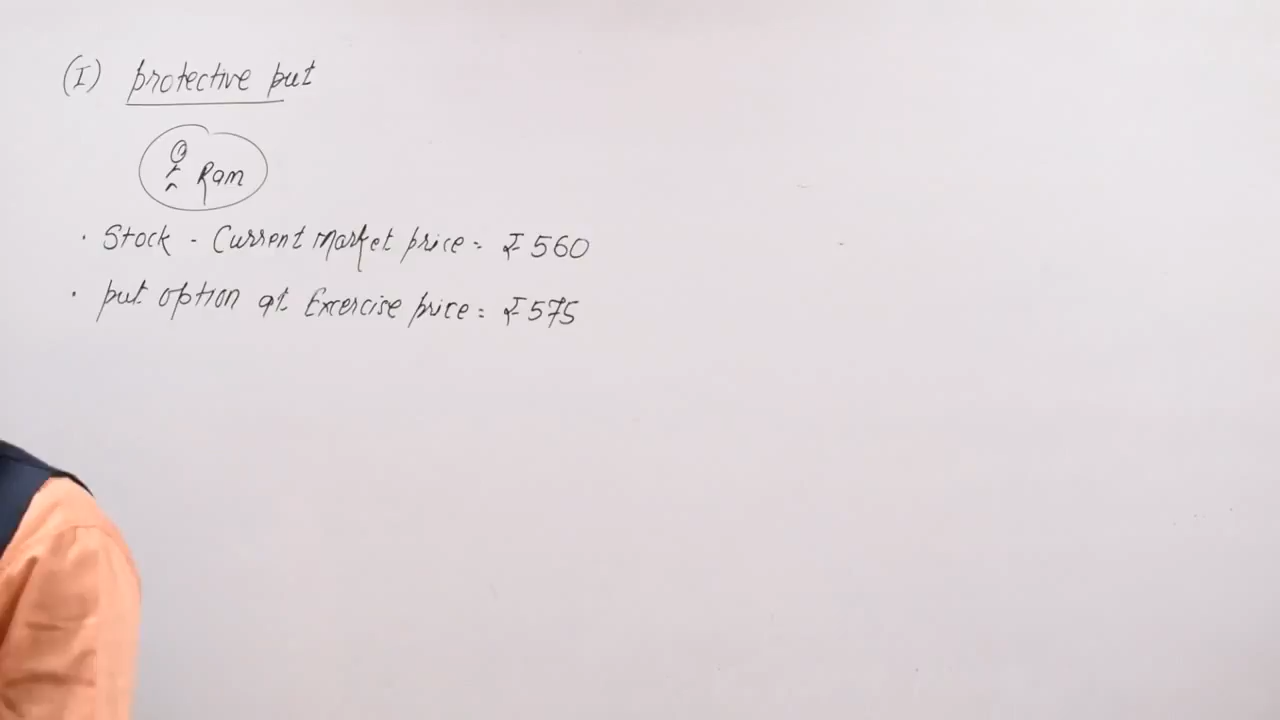 (I) protective put
Ram
· Stock - Current market price = ₹ 560
· put option at Exercise price = ₹ 575